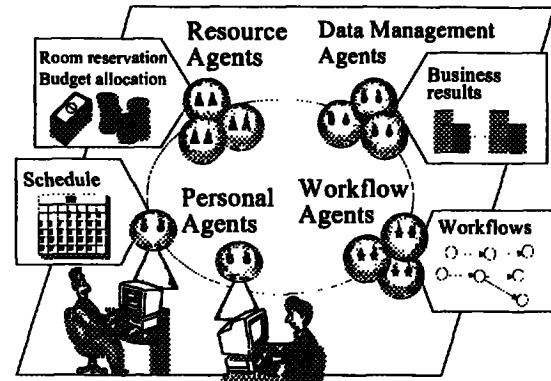 Room reservation
Budget allocation
Resource
Agents
Data Management
Agents
Business
results
Schedule
Personal
Agents
Workflow
Agents
Workflows